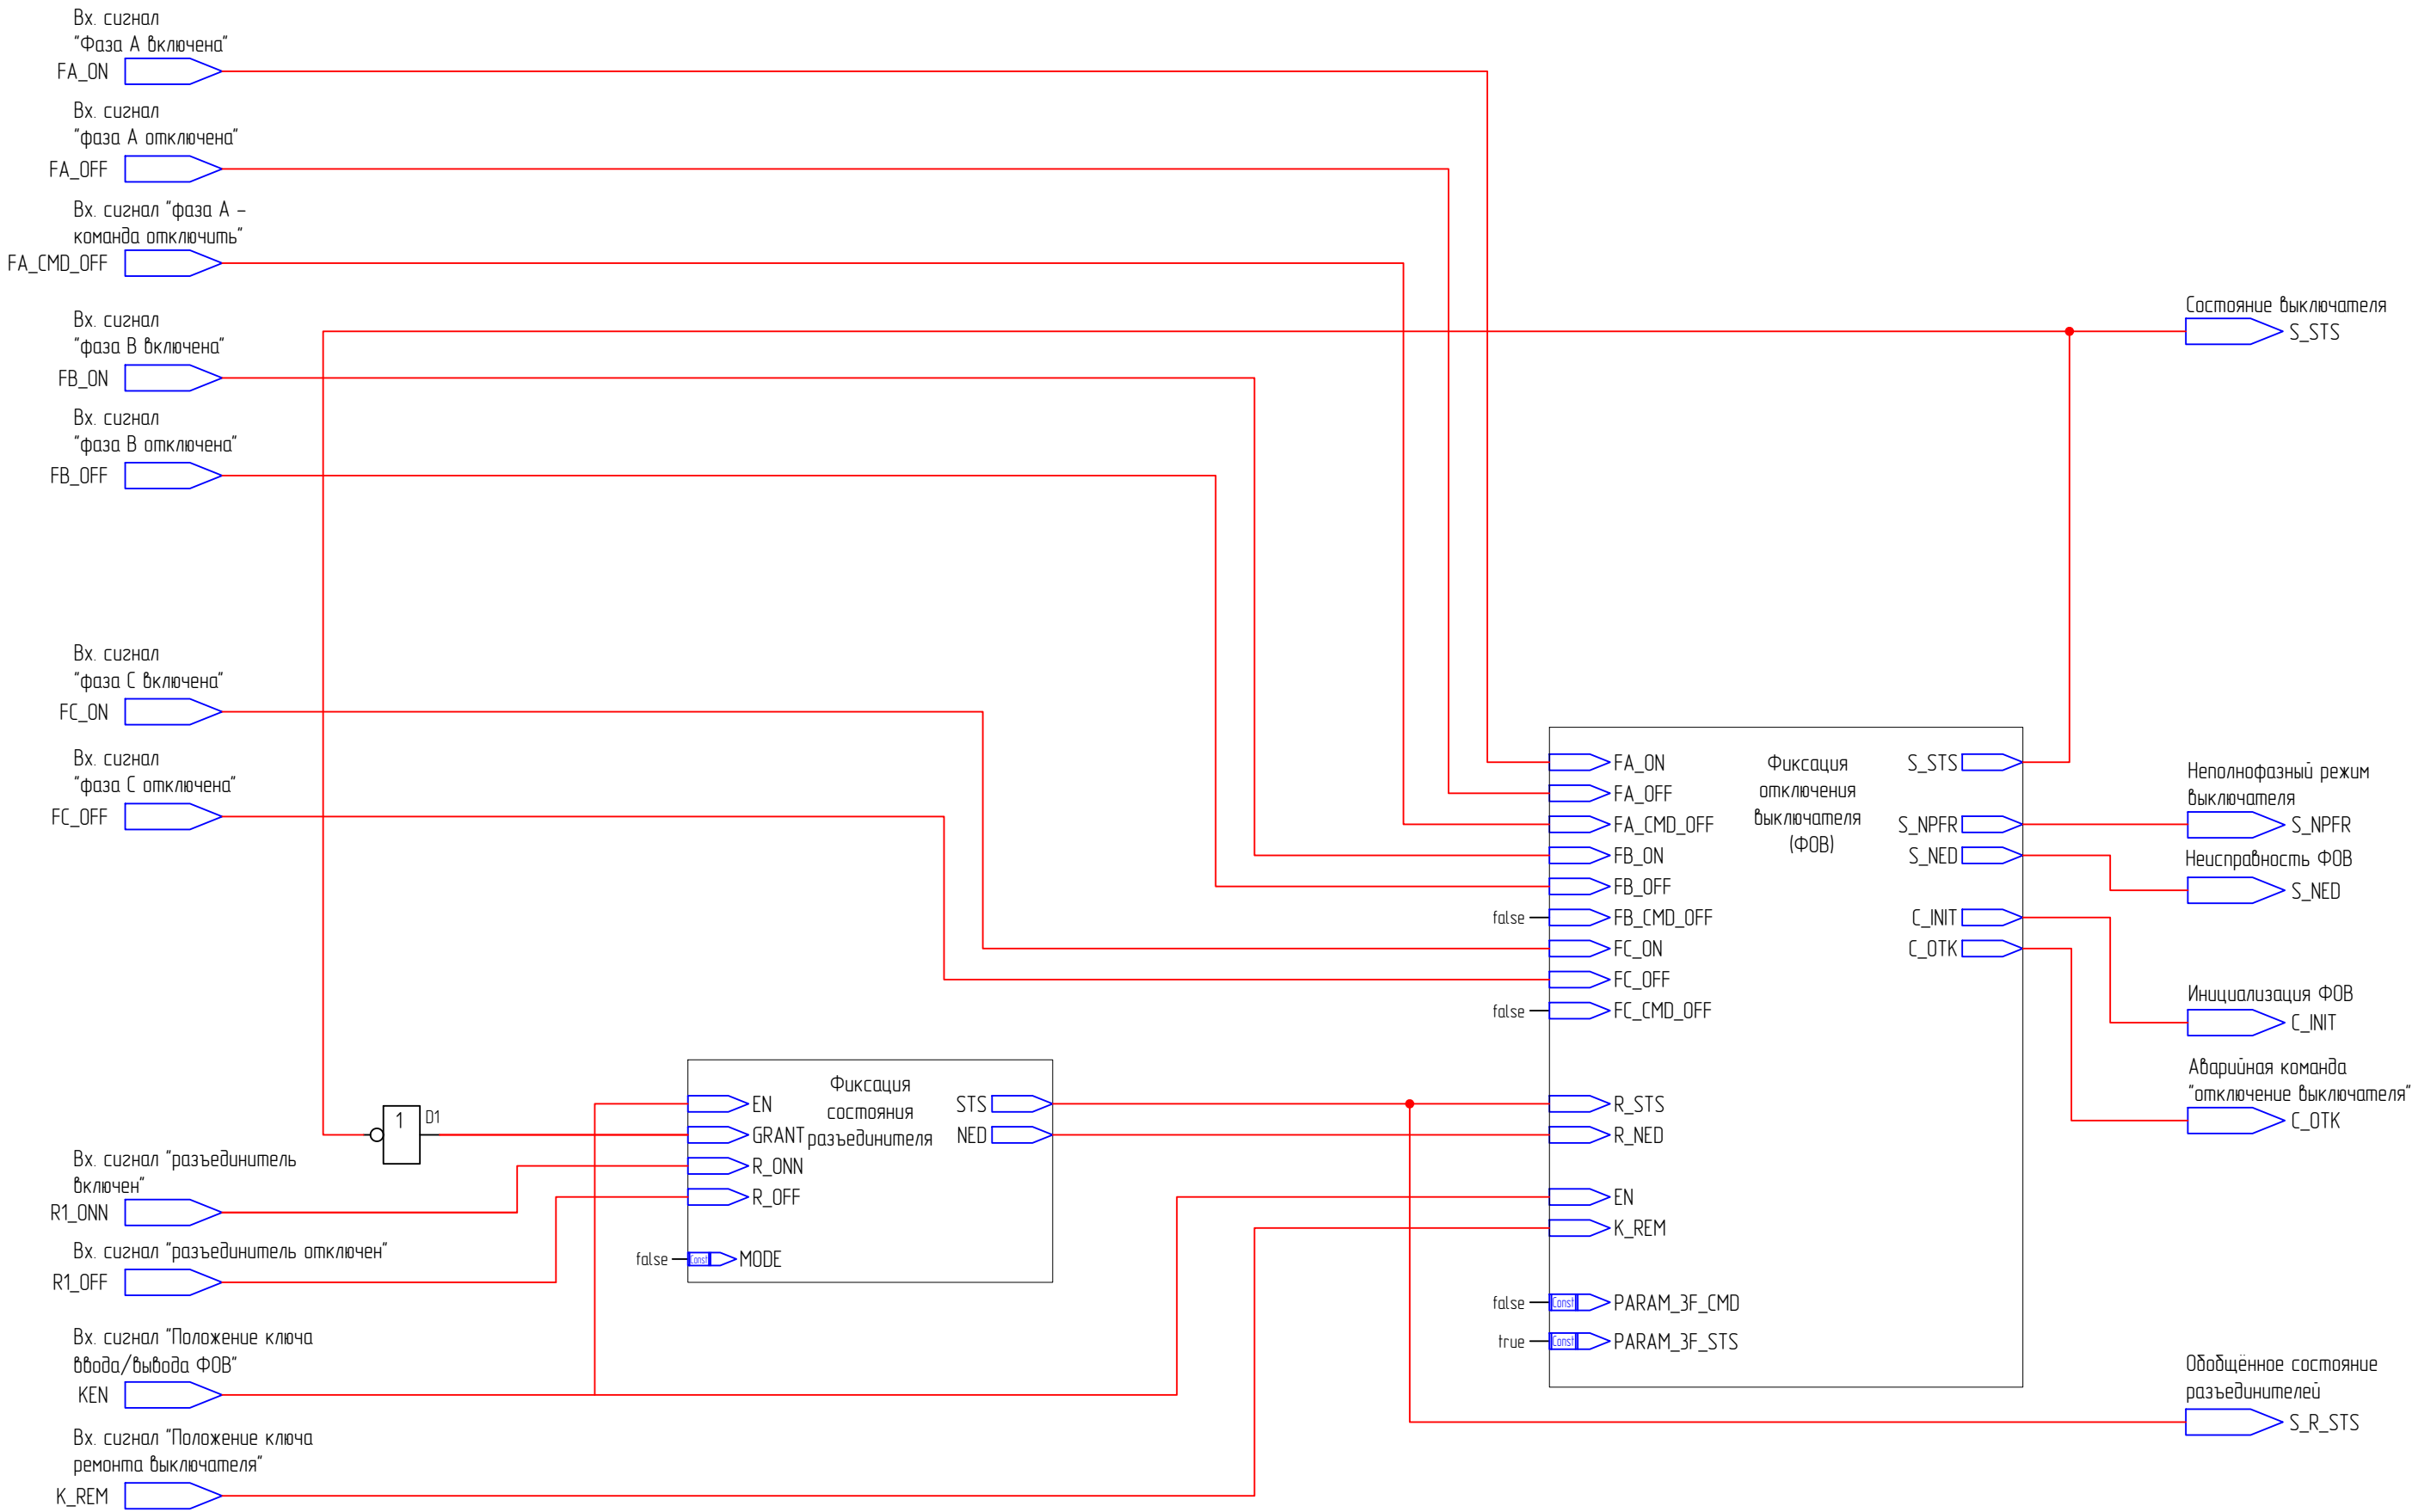 Вх. сигнал
"Фаза А включена"
FA_ON
Вх. сигнал
"фаза А отключена"
FA_OFF
Вх. сигнал "фаза А –
команда отключить"
FA_CMD_OFF
Вх. сигнал
"фаза В включена"
FB_ON
Вх. сигнал
"фаза В отключена"
FB_OFF
Вх. сигнал
"фаза С включена"
FC_ON
Вх. сигнал
"фаза С отключена"
FC_OFF
D1
1
Вх. сигнал "разъединитель
включен"
R1_ONN
Вх. сигнал "разъединитель отключен"
R1_OFF
Вх. сигнал "Положение ключа
ввода/вывода ФОВ"
KEN
Вх. сигнал "Положение ключа
ремонта выключателя"
K_REM
Фиксация
состояния
разъединителя
EN
GRANT
R_ONN
R_OFF
false
Const
MODE
STS
NED
Фиксация
отключения
выключателя
(ФОВ)
FA_ON
FA_OFF
FA_CMD_OFF
FB_ON
FB_OFF
false
FB_CMD_OFF
FC_ON
FC_OFF
false
FC_CMD_OFF
R_STS
R_NED
EN
K_REM
false
Const
PARAM_3F_CMD
true
Const
PARAM_3F_STS
S_STS
S_NPFR
S_NED
C_INIT
C_OTK
Состояние выключателя
S_STS
Неполнофазный режим
выключателя
S_NPFR
Неисправность ФОВ
S_NED
Инициализация ФОВ
C_INIT
Аварийная команда
"отключение выключателя"
C_OTK
Обобщённое состояние
разъединителей
S_R_STS